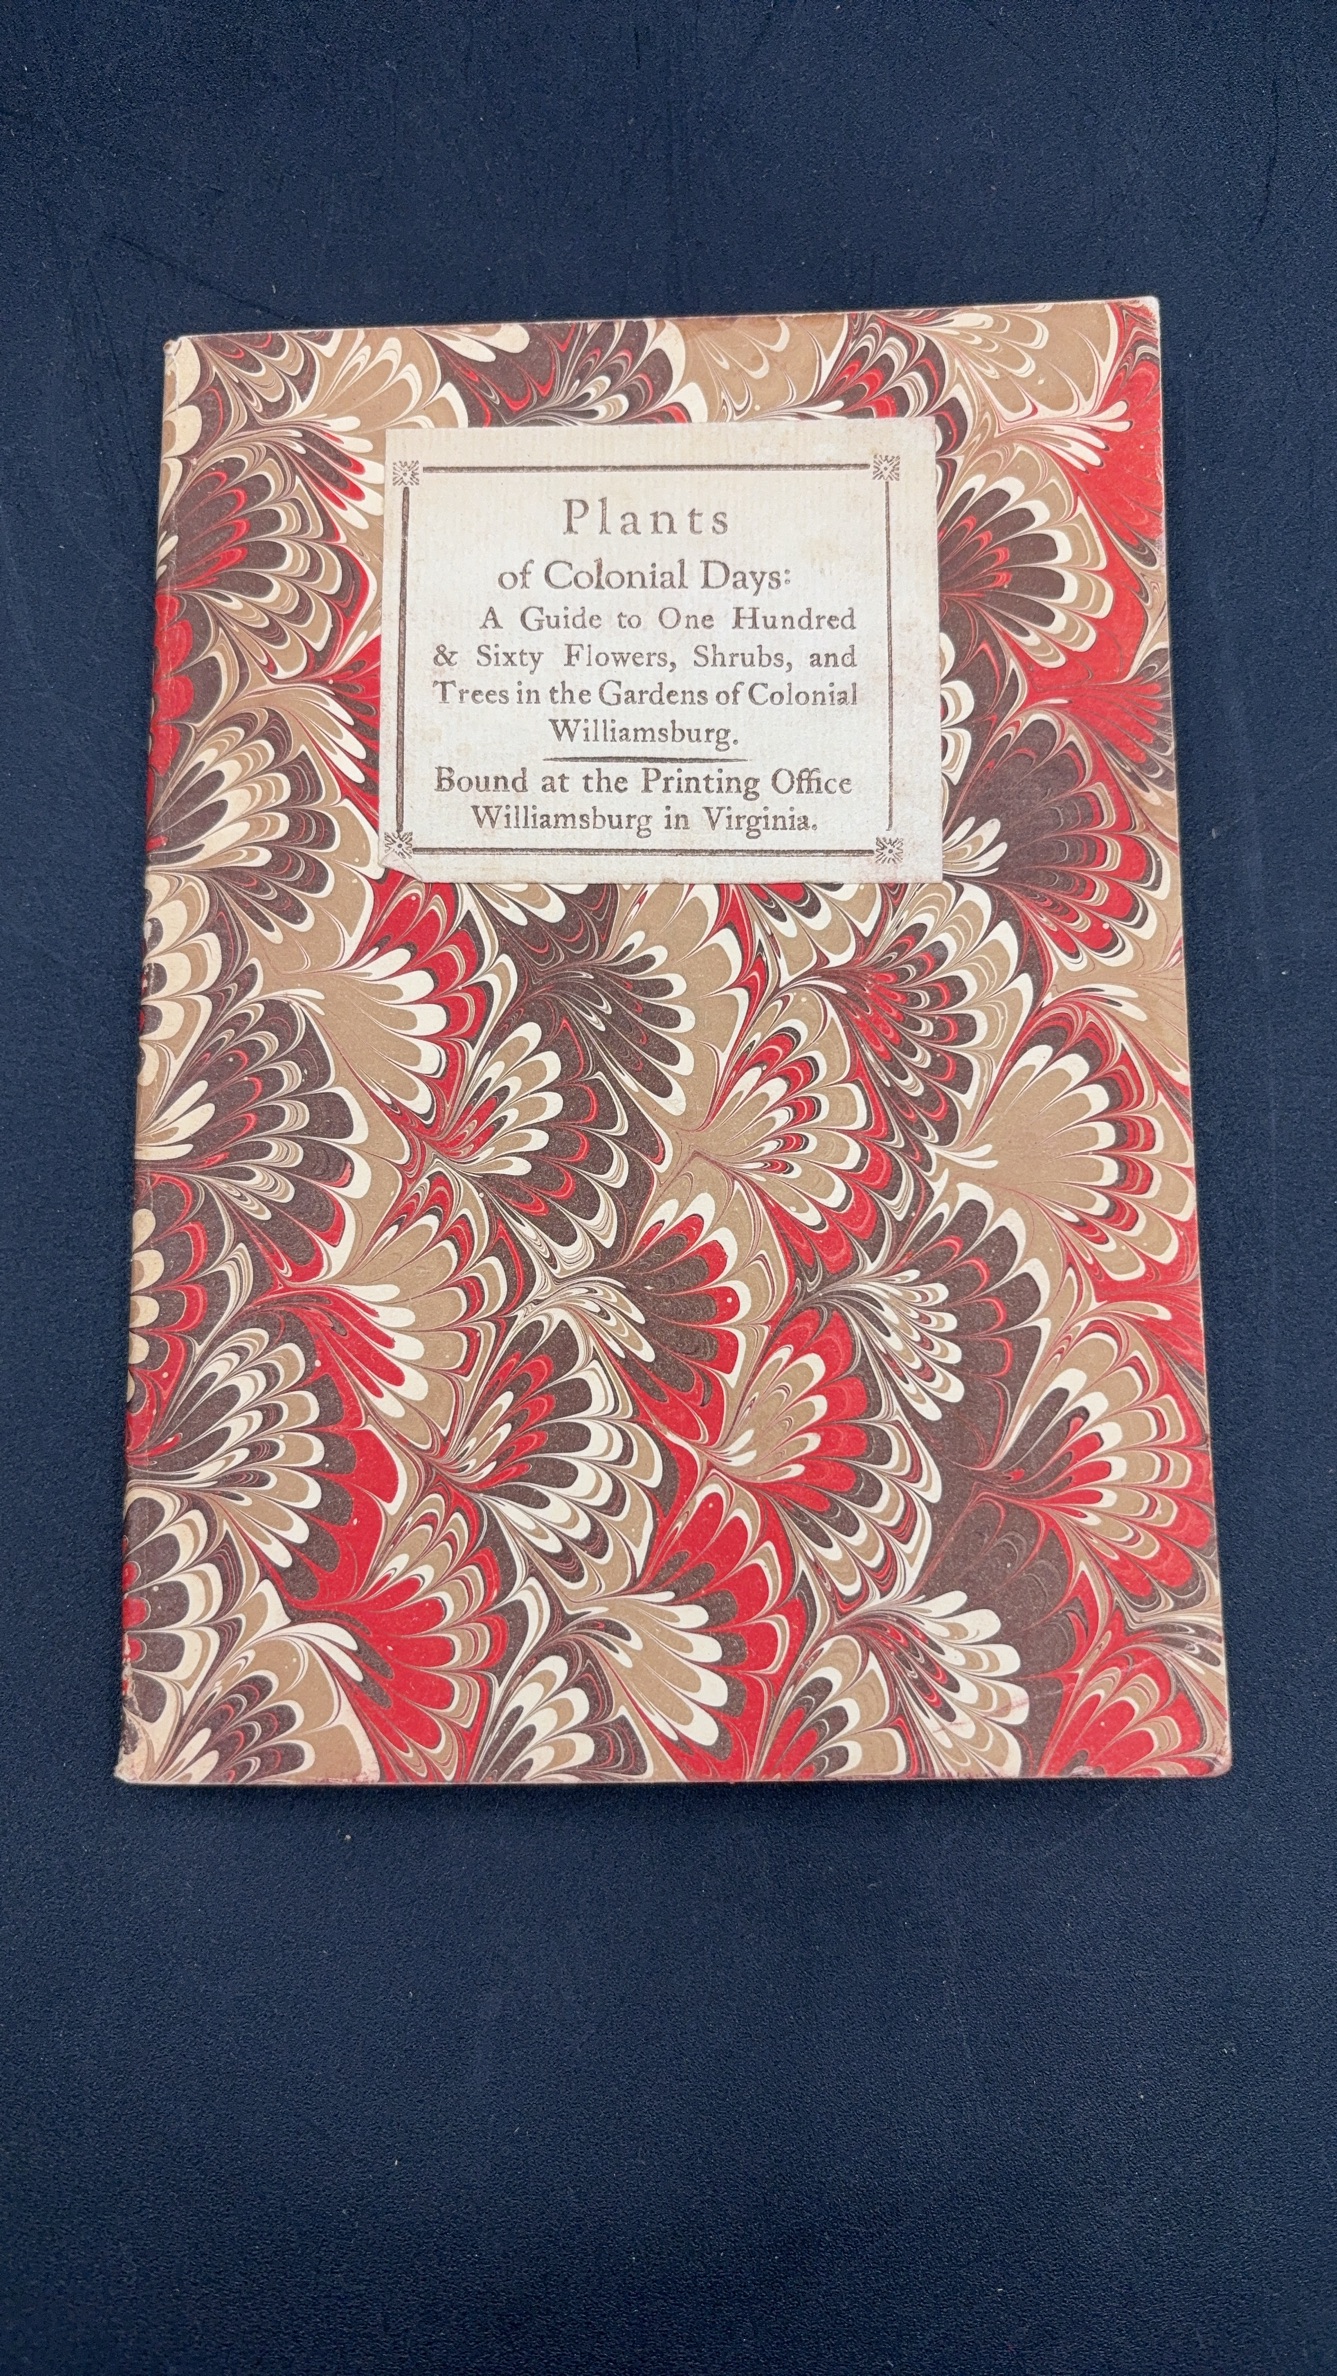 Plants
of Colonial Days:
A Guide to One Hundred
& Sixty Flowers, Shrubs, and
Trees in the Gardens of Colonial
Williamsburg.
Bound at the Printing Office
Williamsburg in Virginia.